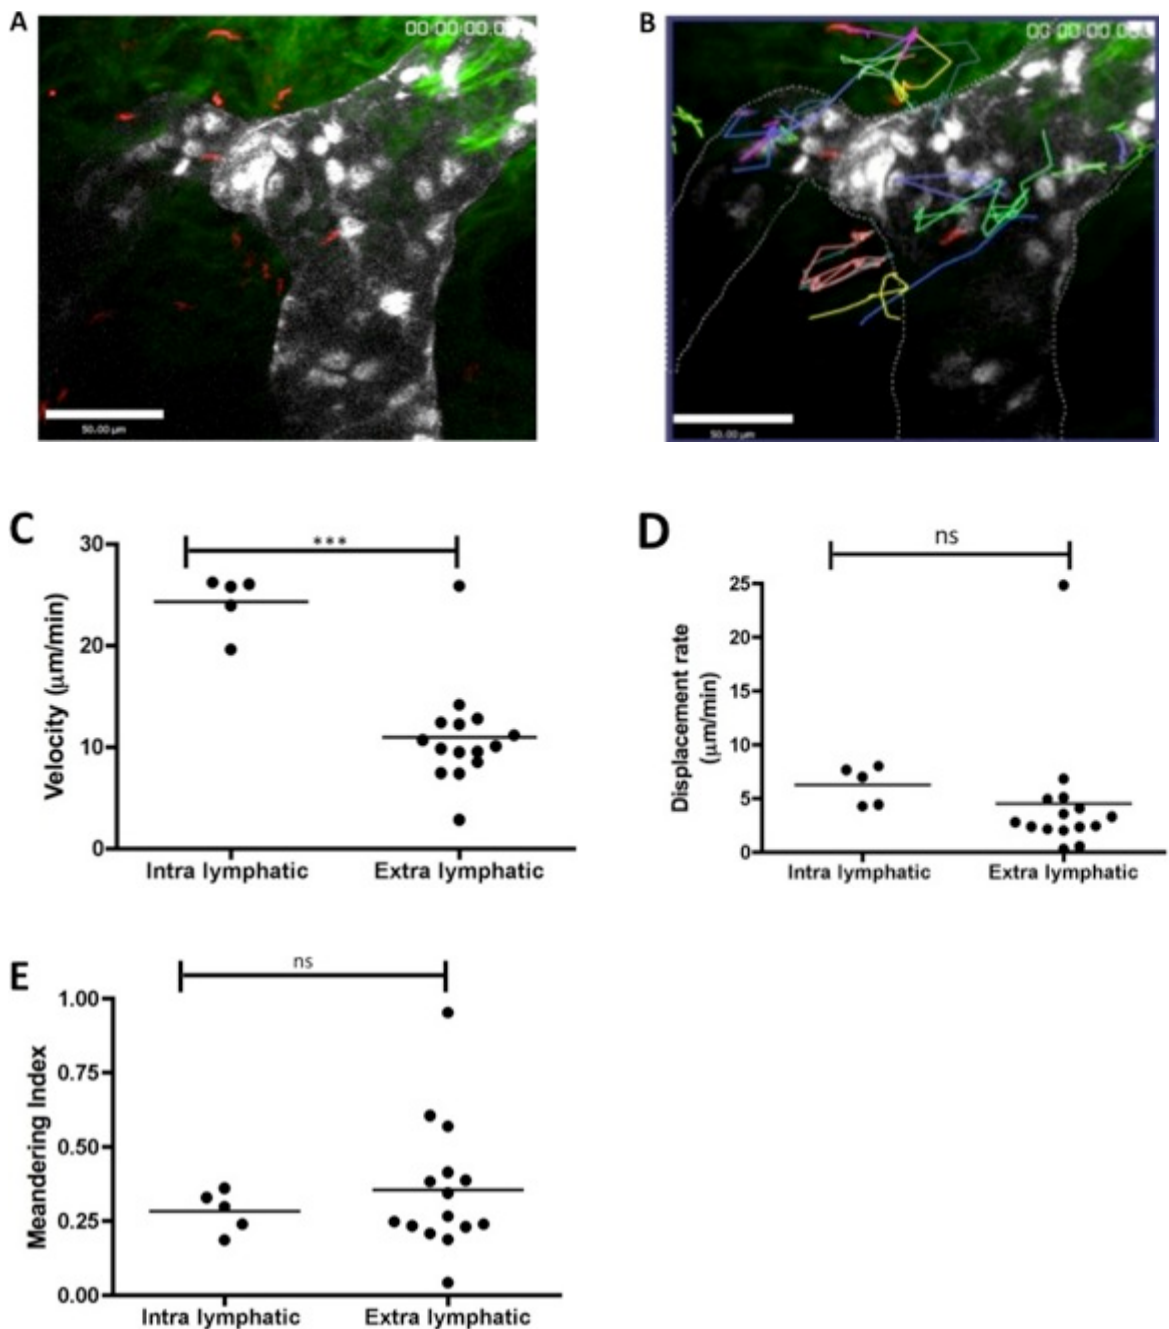 A
00:00:00.0
50.00 µm
B
00:00:00.0
50.00 µm
C
***
30
20
10
0
Velocity (µm/min)
Intra lymphatic
Extra lymphatic
D
ns
25
20
15
10
5
0
Displacement rate
(µm/min)
Intra lymphatic
Extra lymphatic
E
ns
1.00
0.75
0.50
0.25
0.00
Meandering Index
Intra lymphatic
Extra lymphatic